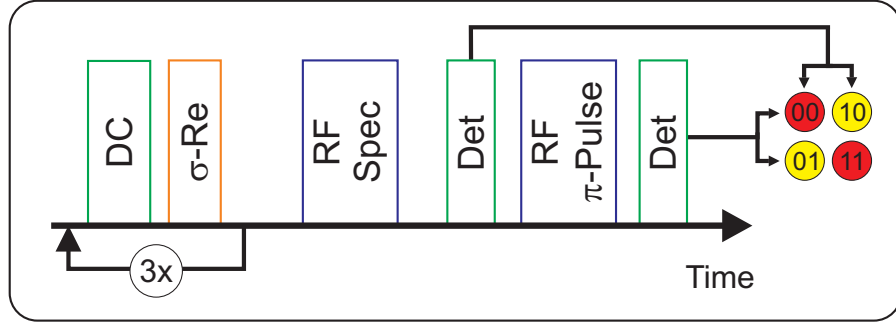 DC
σ-Re
RF
Spec
Det
RF
π-Pulse
Det
00
10
01
11
3x
Time